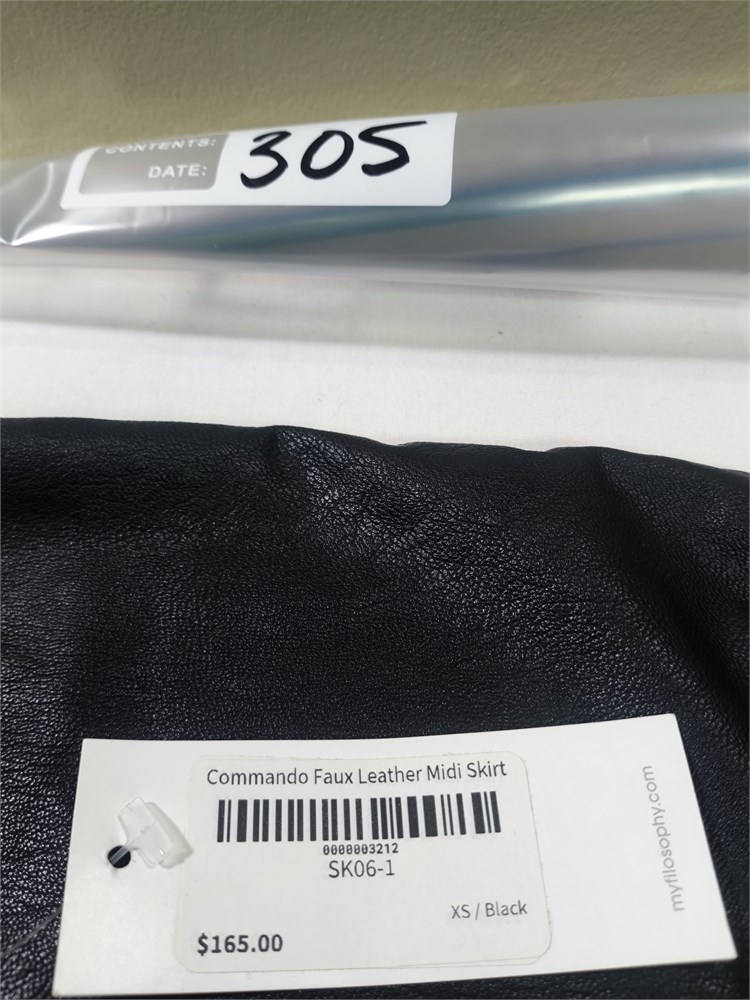 CONTENTS:
DATE: 305
Commando Faux Leather Midi Skirt
0000003212
SK06-1
XS / Black
$165.00
myfilosophy.com